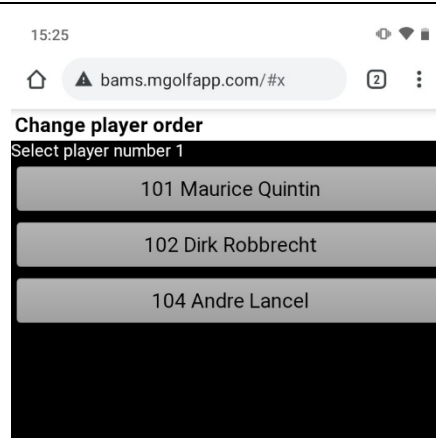 15:25
bams.mgolfapp.com/#x
2
Change player order
Select player number 1
101 Maurice Quintin
102 Dirk Robbrecht
104 Andre Lancel